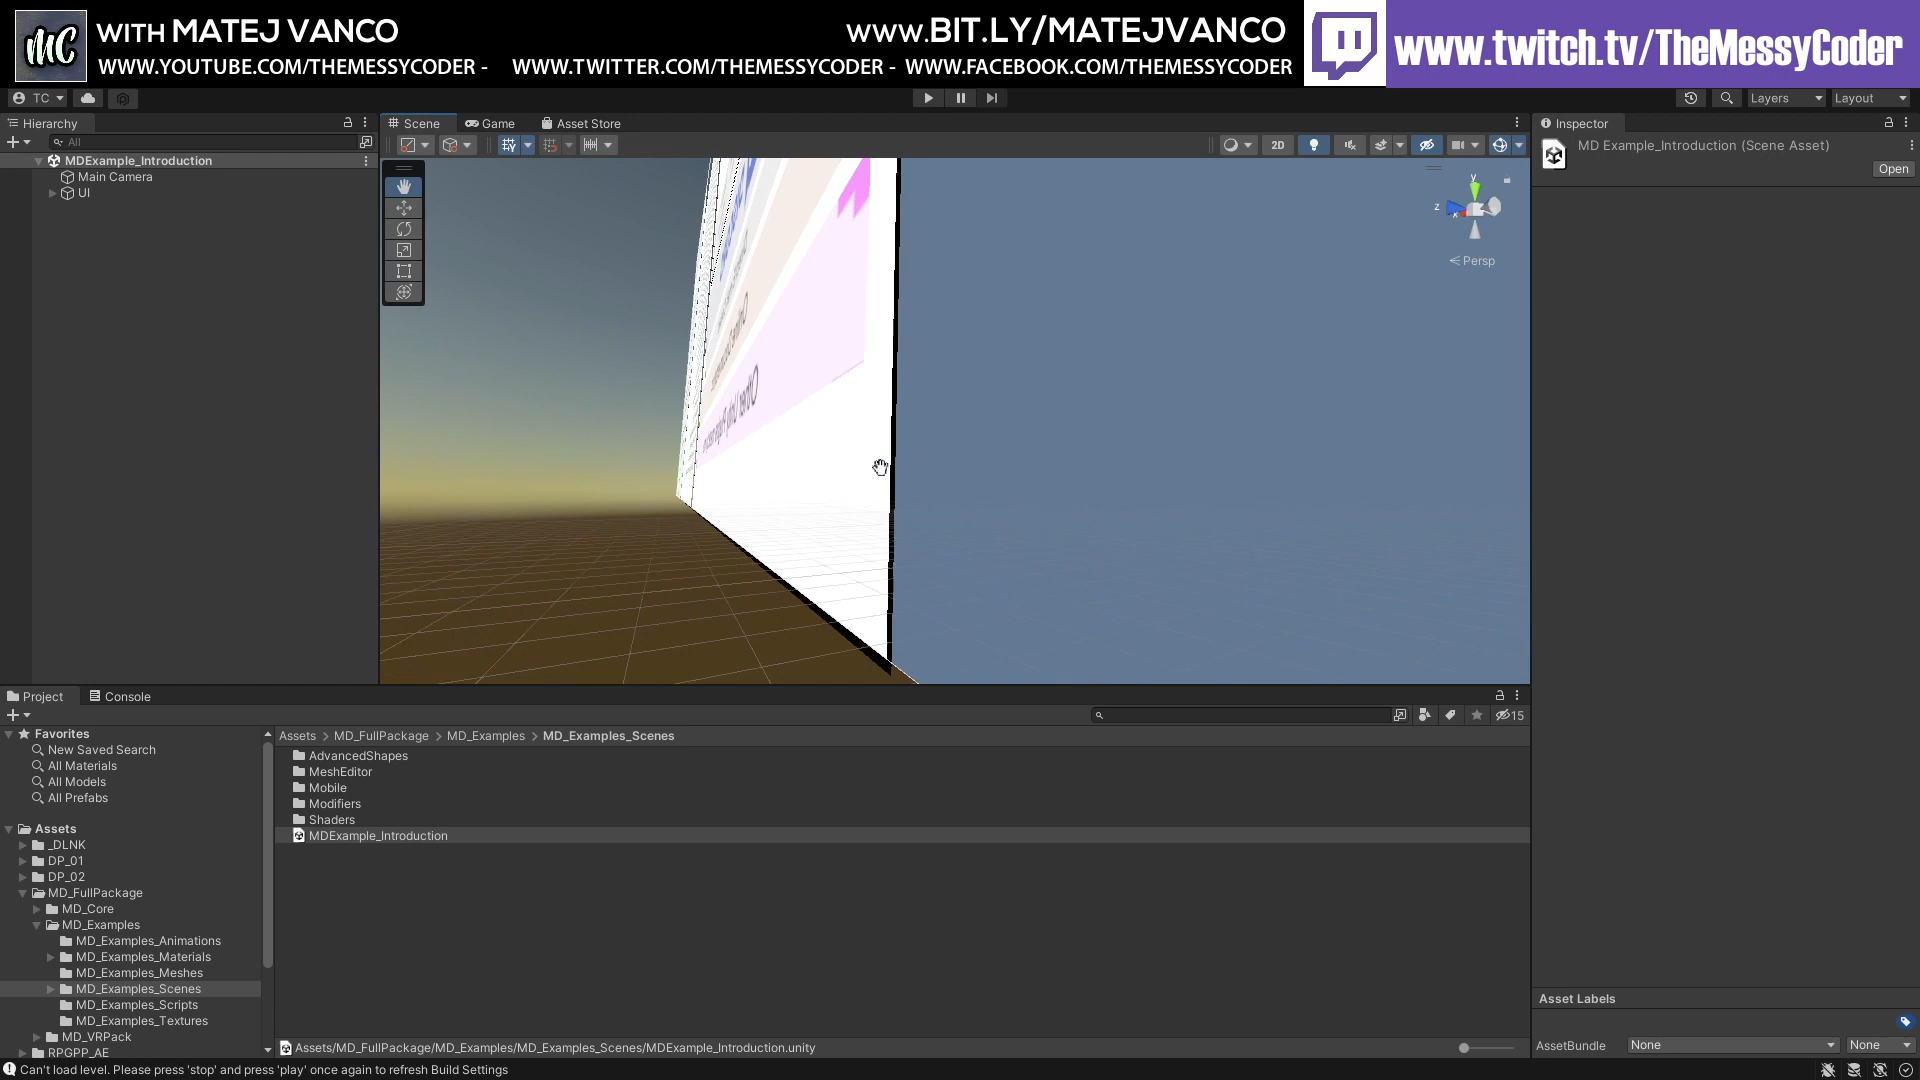 MC
WITH MATEJ VANCO
WWW.YOUTUBE.COM/THEMESSYCODER - WWW.TWITTER.COM/THEMESSYCODER - WWW.FACEBOOK.COM/THEMESSYCODER
www.BIT.LY/MATEJVANCO
www.twitch.tv/TheMessyCoder
TC
Layers
Layout
Hierarchy
Scene
Game
Asset Store
Inspector
All
2D
MDExample_Introduction
Main Camera
UI
MD Example_Introduction (Scene Asset)
Open
y
z
x
Persp
Project
Console
15
Favorites
New Saved Search
All Materials
All Models
All Prefabs
Assets
_DLNK
DP_01
DP_02
MD_FullPackage
MD_Core
MD_Examples
MD_Examples_Animations
MD_Examples_Materials
MD_Examples_Meshes
MD_Examples_Scenes
MD_Examples_Scripts
MD_Examples_Textures
MD_VRPack
RPGPP_AE
Assets > MD_FullPackage > MD_Examples > MD_Examples_Scenes
AdvancedShapes
MeshEditor
Mobile
Modifiers
Shaders
MDExample_Introduction
Assets/MD_FullPackage/MD_Examples/MD_Examples_Scenes/MDExample_Introduction.unity
Asset Labels
AssetBundle
None
None
Can't load level. Please press 'stop' and press 'play' once again to refresh Build Settings